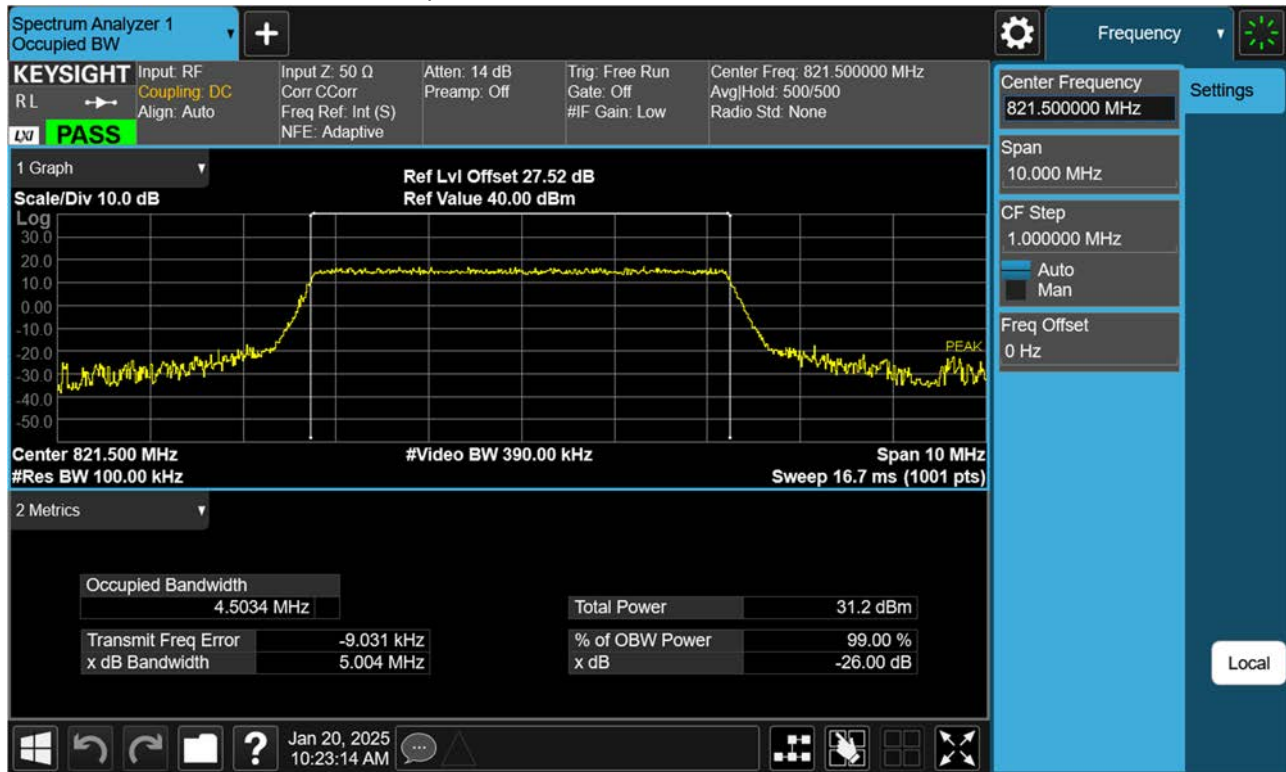 Spectrum Analyzer 1
Occupied BW
Frequency
KEYSIGHT
RL
LXI
PASS
Input: RF
Coupling: DC
Align: Auto
Input Z: 50 Ω
Corr CCorr
Freq Ref: Int (S)
NFE: Adaptive
Atten: 14 dB
Preamp: Off
Trig: Free Run
Gate: Off
#IF Gain: Low
Center Freq: 821.500000 MHz
Avg|Hold: 500/500
Radio Std: None
Center Frequency
821.500000 MHz
Settings
Span
10.000 MHz
CF Step
1.000000 MHz
Auto
Man
Freq Offset
0 Hz
Local
1 Graph
Scale/Div 10.0 dB
Ref Lvl Offset 27.52 dB
Ref Value 40.00 dBm
Log
30.0
20.0
10.0
0.00
-10.0
-20.0
-30.0
-40.0
-50.0
PEAK
Center 821.500 MHz
#Video BW 390.00 kHz
Span 10 MHz
#Res BW 100.00 kHz
Sweep 16.7 ms (1001 pts)
2 Metrics
Occupied Bandwidth
4.5034 MHz
Total Power 31.2 dBm
Transmit Freq Error -9.031 kHz
% of OBW Power 99.00 %
x dB Bandwidth 5.004 MHz
x dB -26.00 dB
?
Jan 20, 2025
10:23:14 AM